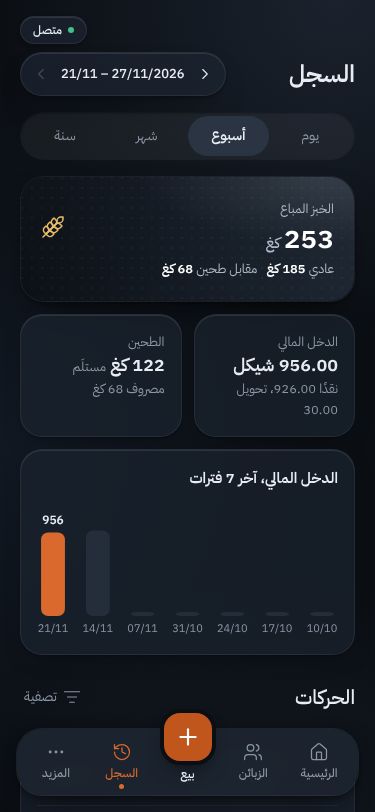 متصل
السجل
21/11 – 27/11/2026
يوم
أسبوع
شهر
سنة
الخبز المباع
253 كغ
عادي 185 كغ مقابل طحين 68 كغ
الدخل المالي
956.00 شيكل
نقدًا 926.00، تحويل
30.00
الطحين
122 كغ مستلَم
مصروف 68 كغ
الدخل المالي، آخر 7 فترات
956
10/10
17/10
24/10
31/10
07/11
14/11
21/11
الحركات
تصفية
الرئيسية
الزبائن
بيع
السجل
المزيد